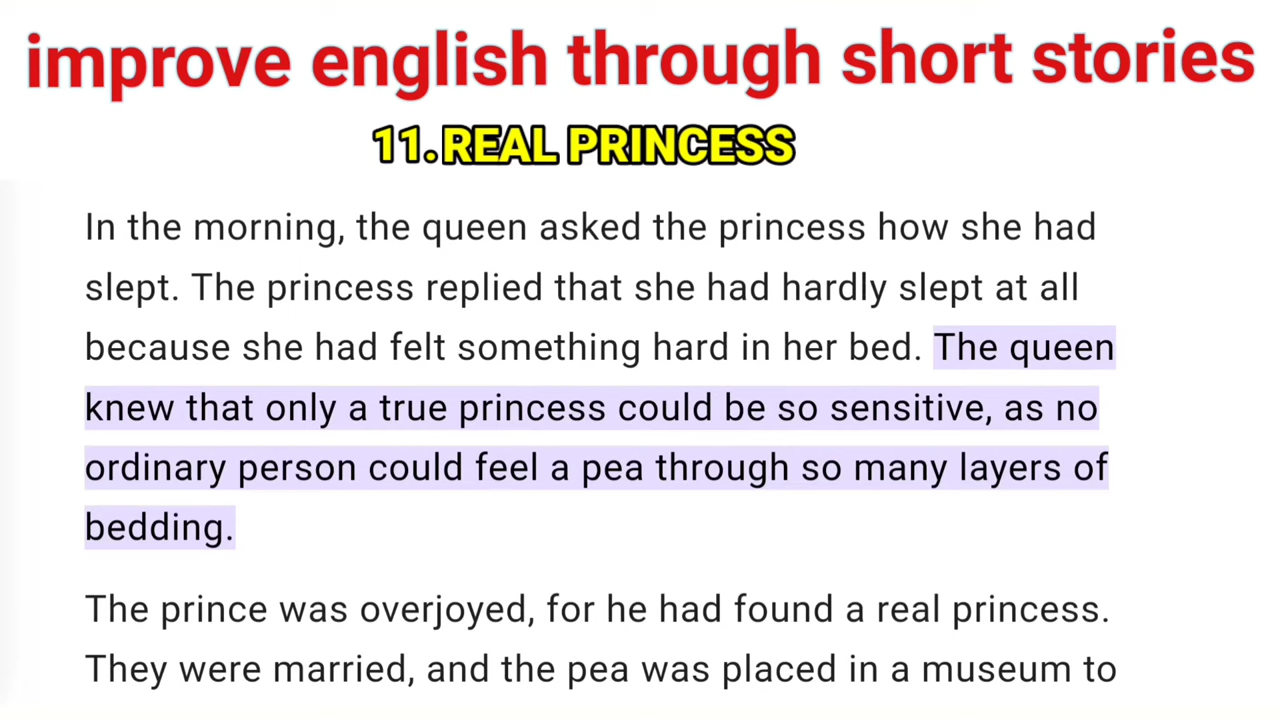 improve english through short stories
11.REAL PRINCESS
In the morning, the queen asked the princess how she had
slept. The princess replied that she had hardly slept at all
because she had felt something hard in her bed. The queen
knew that only a true princess could be so sensitive, as no
ordinary person could feel a pea through so many layers of
bedding.
The prince was overjoyed, for he had found a real princess.
They were married, and the pea was placed in a museum to